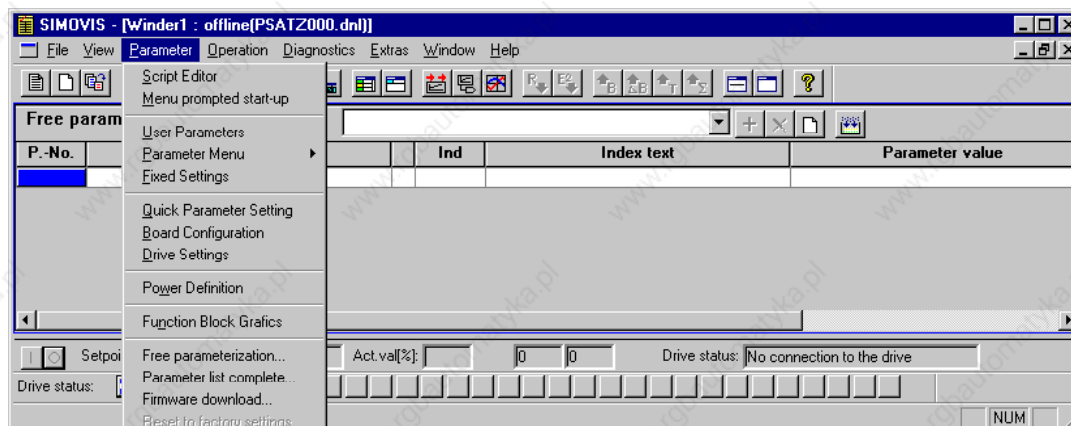 SIMOVIS - [Winder1 : offline(PSATZ000.dnl)]
File View Parameter Operation Diagnostics Extras Window Help
Script Editor
Menu prompted start-up
Free param
User Parameters
P.-No. Ind Index text Parameter value
Parameter Menu
Fixed Settings
Quick Parameter Setting
Board Configuration
Drive Settings
Power Definition
Function Block Grafics
Setpoi Free parameterization... Act.val[%]: 0 0 Drive status: No connection to the drive
Parameter list complete...
Drive status:
Firmware download...
Reset to factory settings
NUM
www.rgbautomatyka.pl